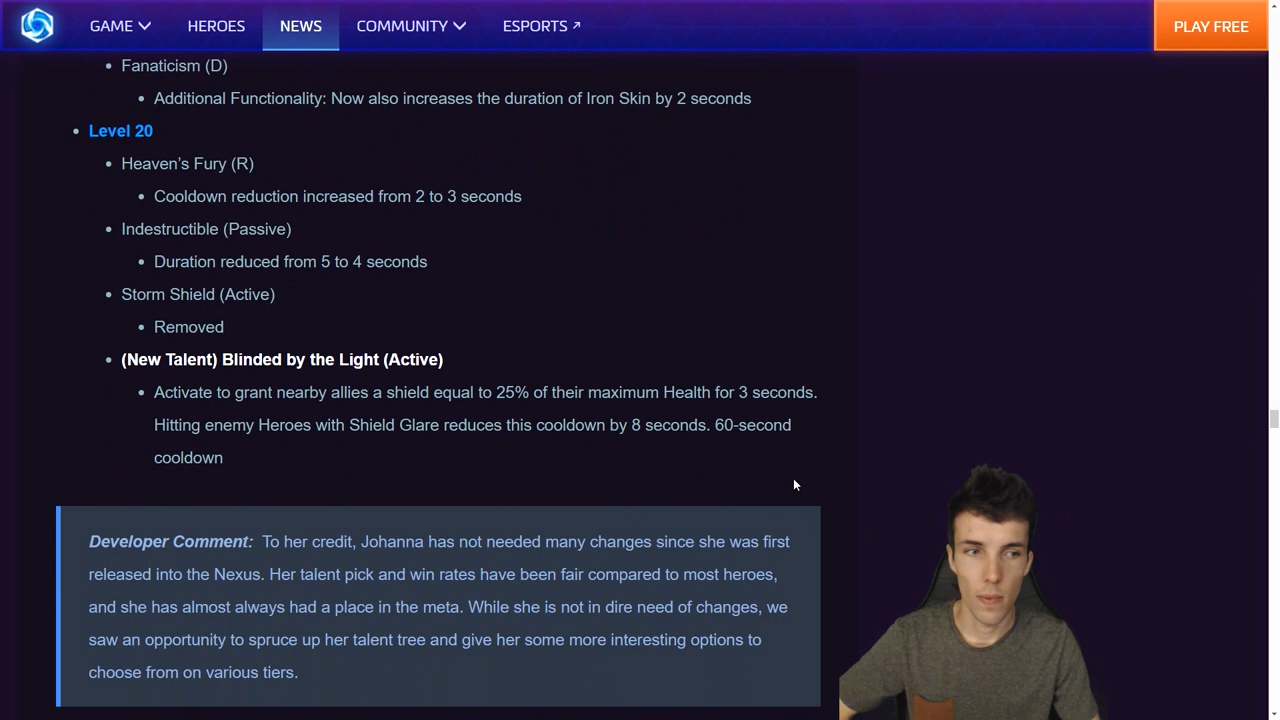 GAME HEROES NEWS COMMUNITY ESPORTS PLAY FREE
Fanaticism (D)
Additional Functionality: Now also increases the duration of Iron Skin by 2 seconds
Level 20
Heaven's Fury (R)
Cooldown reduction increased from 2 to 3 seconds
Indestructible (Passive)
Duration reduced from 5 to 4 seconds
Storm Shield (Active)
Removed
(New Talent) Blinded by the Light (Active)
Activate to grant nearby allies a shield equal to 25% of their maximum Health for 3 seconds.
Hitting enemy Heroes with Shield Glare reduces this cooldown by 8 seconds. 60-second
cooldown
Developer Comment: To her credit, Johanna has not needed many changes since she was first
released into the Nexus. Her talent pick and win rates have been fair compared to most heroes,
and she has almost always had a place in the meta. While she is not in dire need of changes, we
saw an opportunity to spruce up her talent tree and give her some more interesting options to
choose from on various tiers.